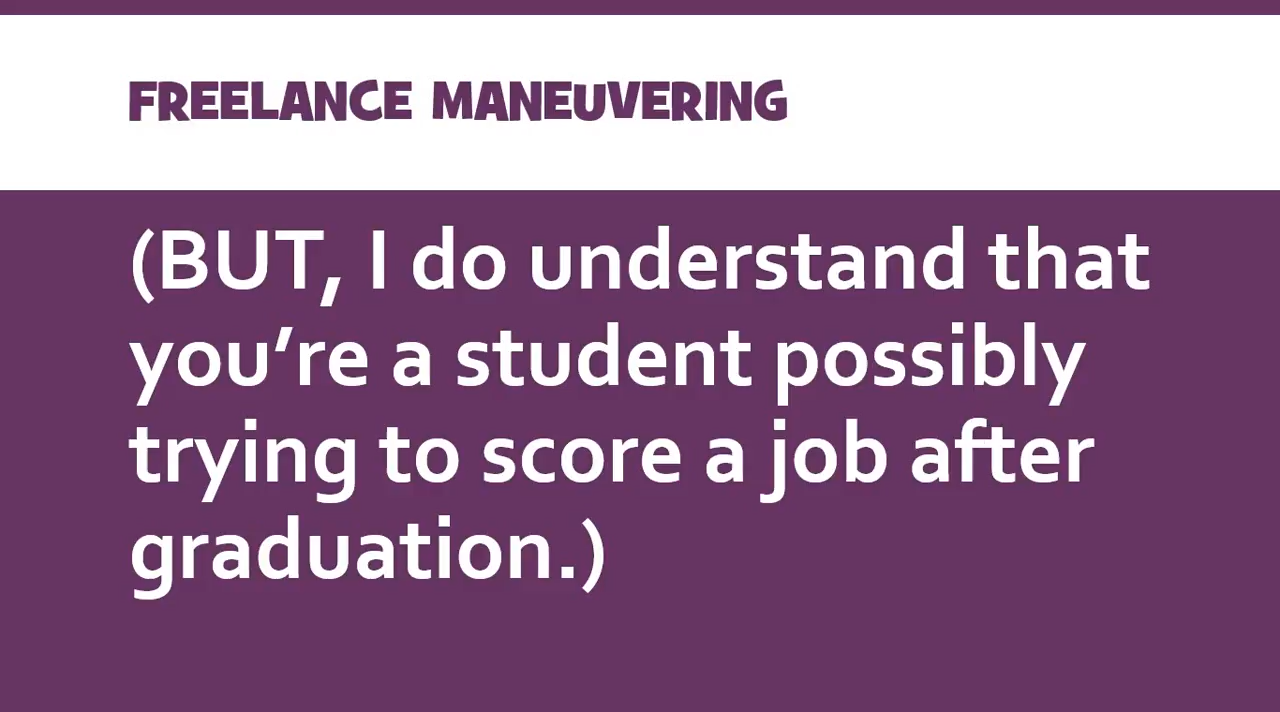 FREELANCE MANEUVERING
(BUT, I do understand that
you’re a student possibly
trying to score a job after
graduation.)